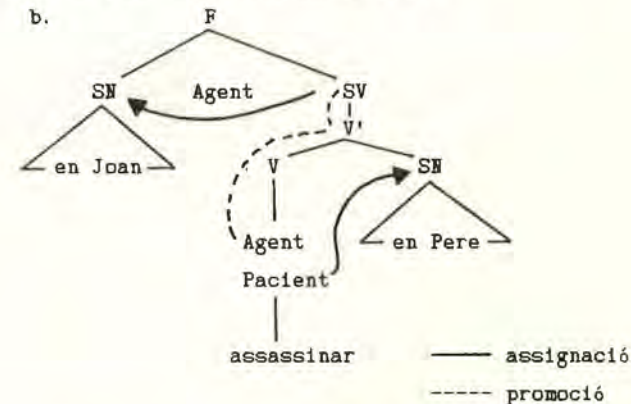 b.
F
SN Agent SV
V'
en Joan V SN
Agent en Pere
Pacient
assassinar
assignació
promoció